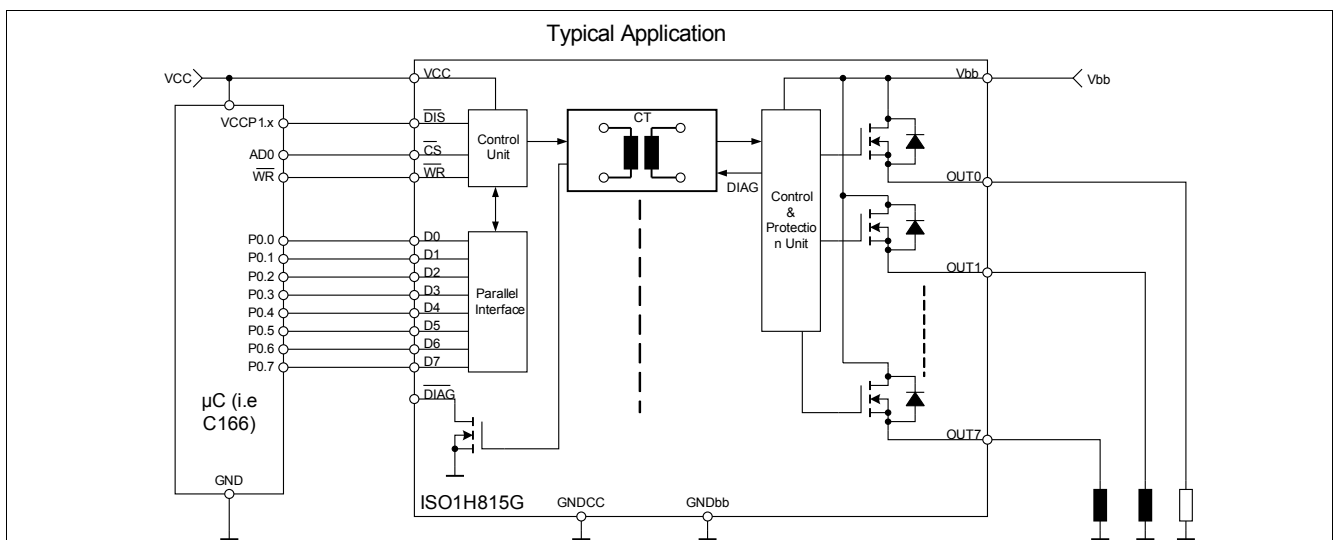 Typical Application
VCC
VCC
Vbb
Vbb
VCCP1.x
DIS
AD0
CS
WR
WR
Control
Unit
CT
DIAG
Control
&
Protectio
n Unit
OUT0
OUT1
P0.0
D0
P0.1
D1
P0.2
D2
P0.3
D3
P0.4
D4
P0.5
D5
P0.6
D6
P0.7
D7
Parallel
Interface
DIAG
µC (i.e
C166)
OUT7
GND
ISO1H815G
GNDCC
GNDbb